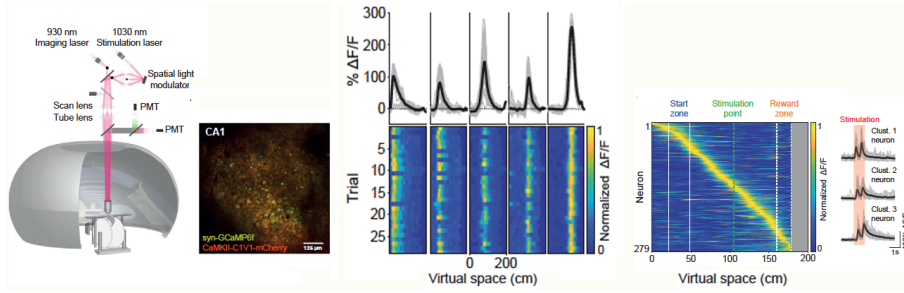 930 nm
Imaging laser
1030 nm
Stimulation laser
Spatial light
modulator
Scan lens
Tube lens
PMT
PMT
CA1
syn-GCaMP6f
CaMKII-C1V1-mCherry
125 µm
% ΔF/F
300
200
100
0
Trial
5
10
15
20
25
0 200
Virtual space (cm)
1
0
Normalized ΔF/F
Start
zone
Stimulation
point
Reward
zone
Neuron
1
279
0
50
100
150
200
Virtual space (cm)
1
0
Normalized ΔF/F
Stimulation
Clust. 1
neuron
Clust. 2
neuron
Clust. 3
neuron